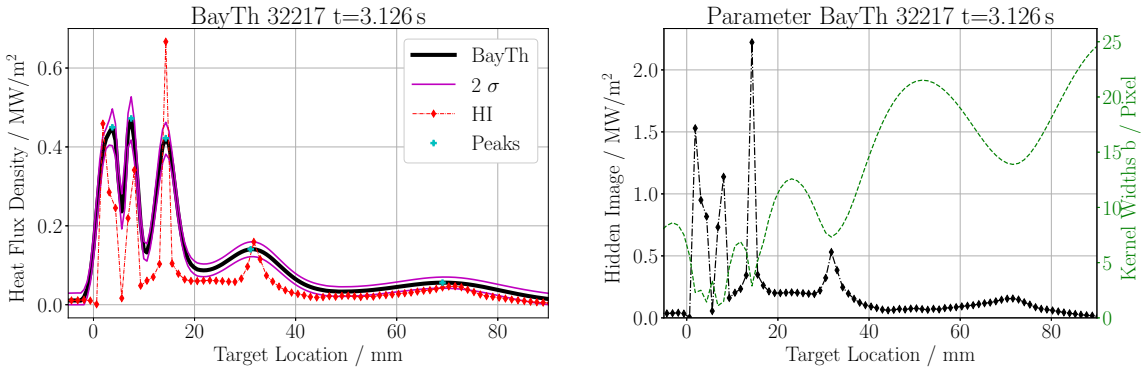 BayTh 32217 t=3.126 s
Heat Flux Density / MW/m²
0.6
0.4
0.2
0.0
0
20
40
60
80
Target Location / mm
BayTh
2 σ
HI
Peaks
Parameter BayTh 32217 t=3.126 s
Hidden Image / MW/m²
2.0
1.5
1.0
0.5
0.0
0
20
40
60
80
Target Location / mm
25
20
15
10
5
0
Kernel Widths b / Pixel